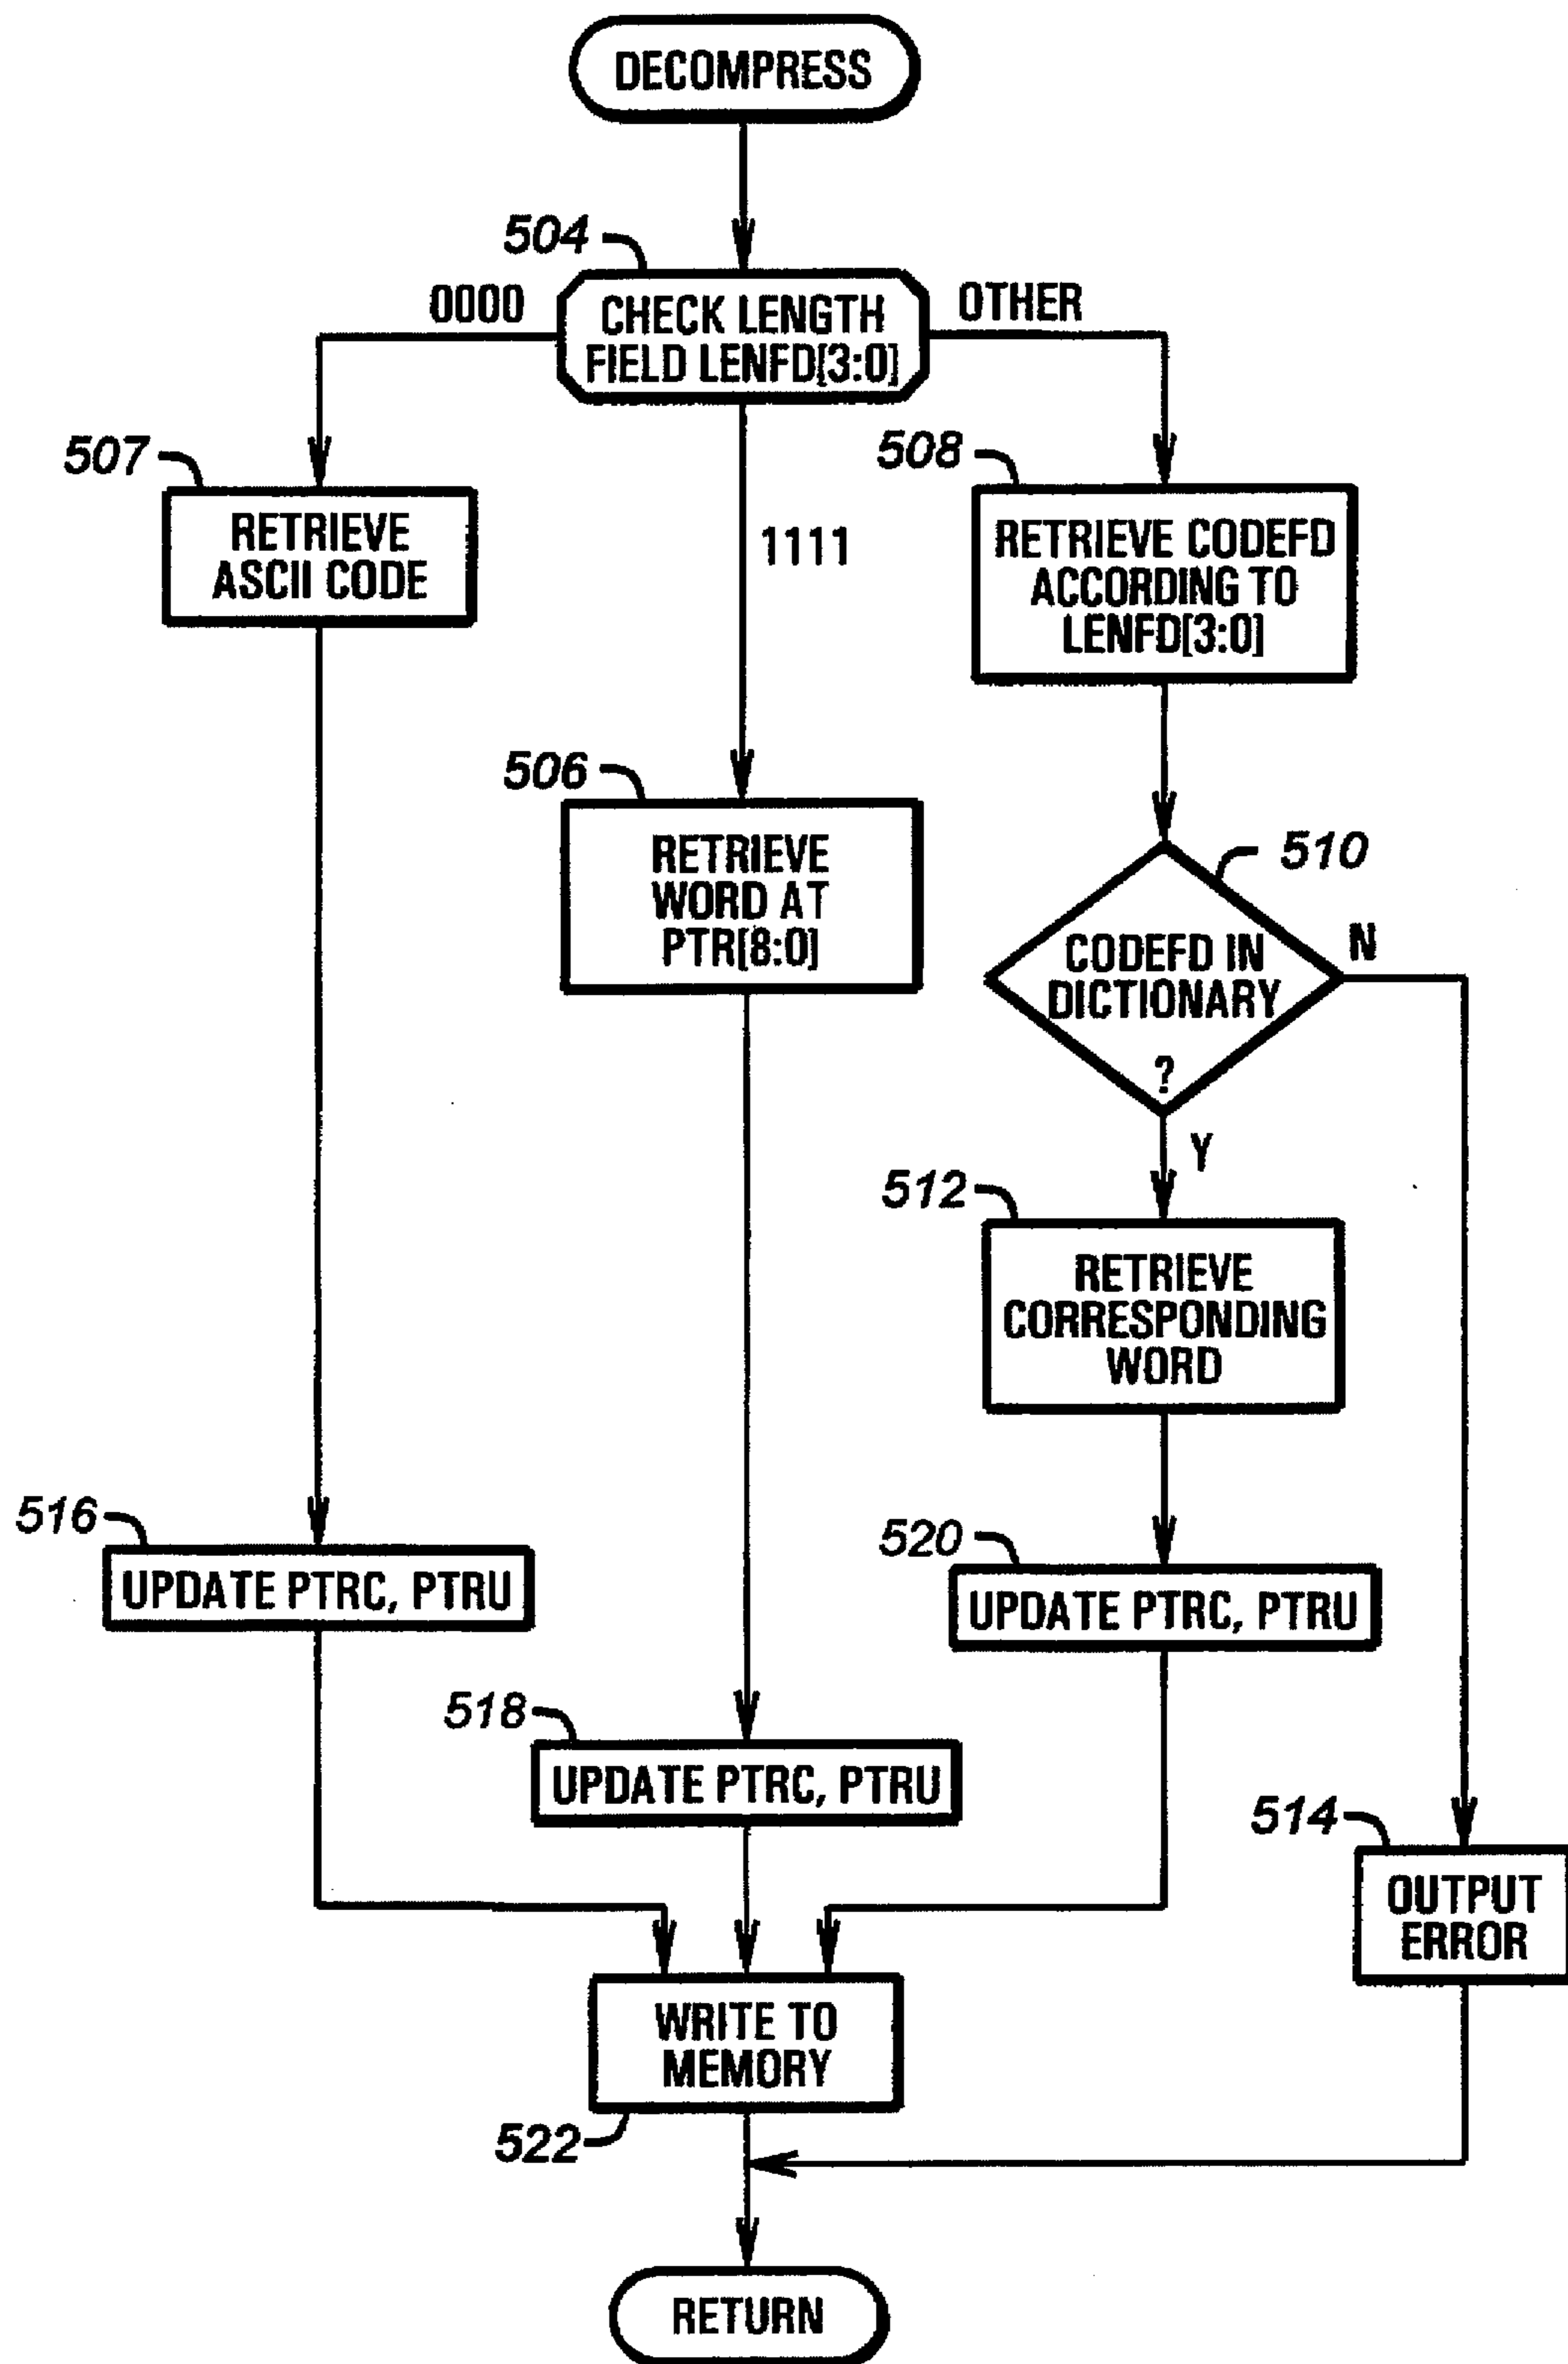 DECOMPRESS
504
0000
CHECK LENGTH
FIELD LENFD[3:0]
OTHER
507
RETRIEVE
ASCII CODE
1111
508
RETRIEVE CODEFD
ACCORDING TO
LENFD[3:0]
506
RETRIEVE
WORD AT
PTR[8:0]
510
CODEFD IN
DICTIONARY
?
N
Y
512
RETRIEVE
CORRESPONDING
WORD
516
UPDATE PTRC, PTRU
520
UPDATE PTRC, PTRU
518
UPDATE PTRC, PTRU
514
OUTPUT
ERROR
WRITE TO
MEMORY
522
RETURN